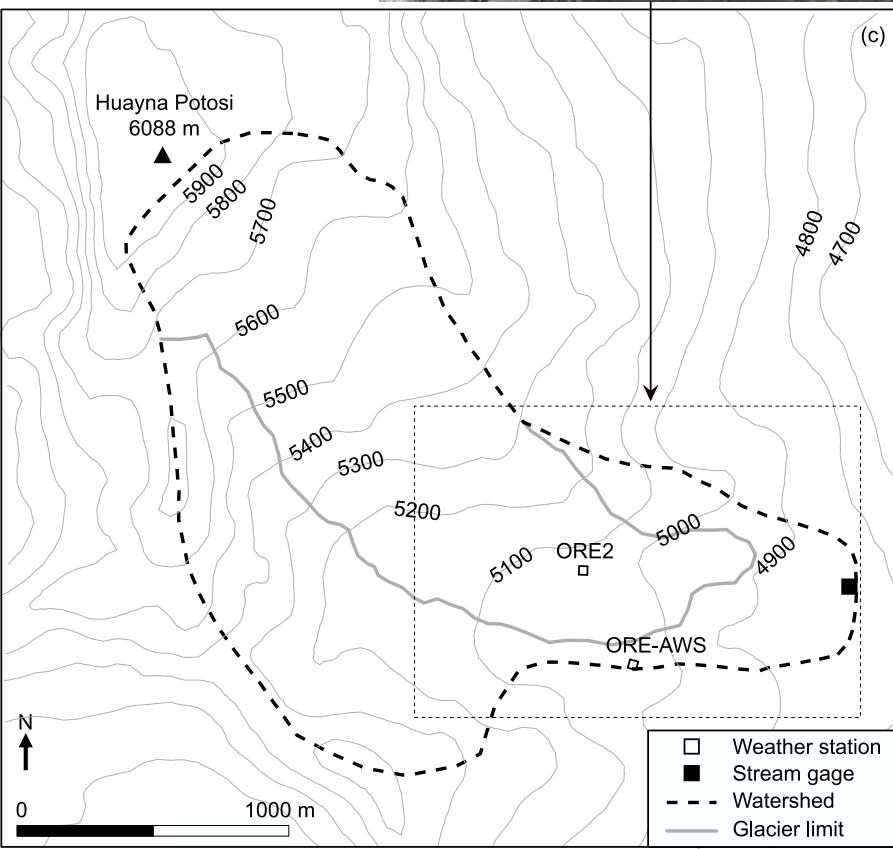 (c)
Huayna Potosi
6088 m
5900
5800
5700
4800
4700
5600
5500
5400
5300
5200
5000
ORE2
5100
4900
ORE-AWS
N
0 1000 m
Weather station
Stream gage
Watershed
Glacier limit